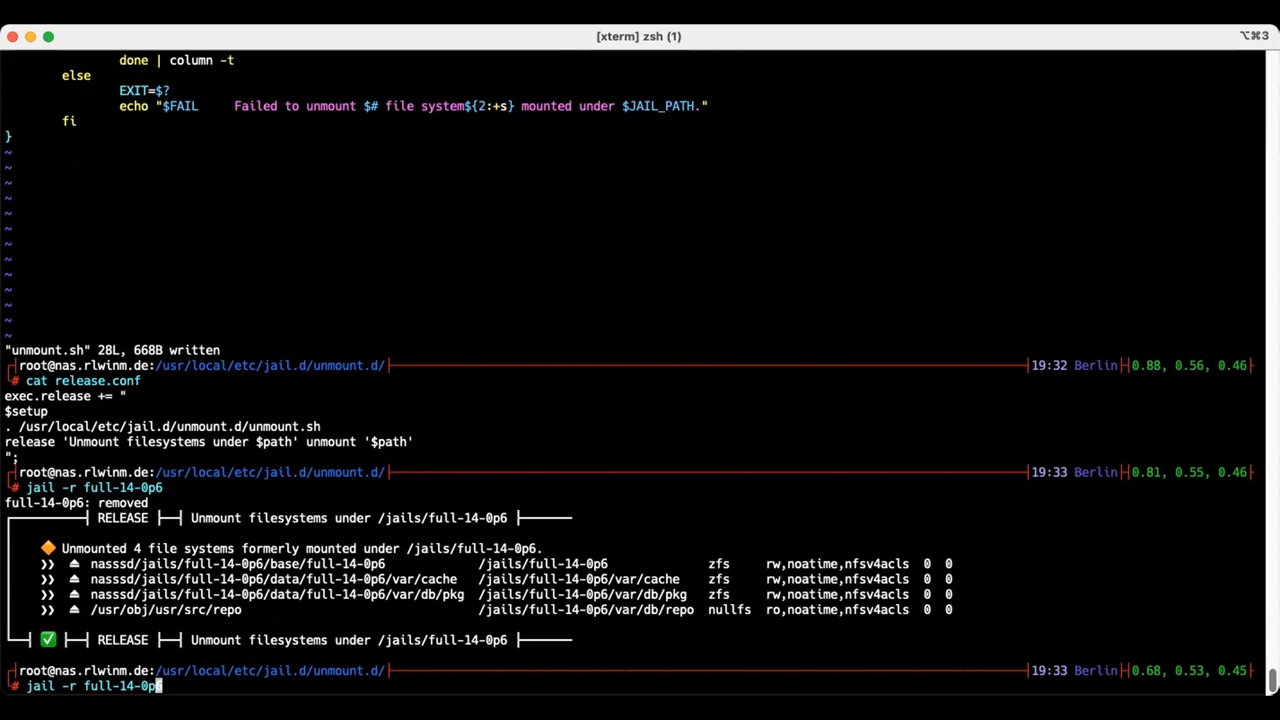 [xterm] zsh (1)
⌥⌘3
done | column -t
else
EXIT=$?
echo "$FAIL Failed to unmount $# file system${2:+s} mounted under $JAIL_PATH."
fi
}
~
~
~
~
~
~
~
~
~
~
~
~
~
"unmount.sh" 28L, 668B written
root@nas.rlwinm.de:/usr/local/etc/jail.d/unmount.d/ 19:32 Berlin 0.88, 0.56, 0.46
# cat release.conf
exec.release += "
$setup
. /usr/local/etc/jail.d/unmount.d/unmount.sh
release 'Unmount filesystems under $path' unmount '$path'
";
root@nas.rlwinm.de:/usr/local/etc/jail.d/unmount.d/ 19:33 Berlin 0.81, 0.55, 0.46
# jail -r full-14-0p6
full-14-0p6: removed
RELEASE Unmount filesystems under /jails/full-14-0p6
🔶 Unmounted 4 file systems formerly mounted under /jails/full-14-0p6.
❯❯ ⏏ nasssd/jails/full-14-0p6/base/full-14-0p6 /jails/full-14-0p6 zfs rw,noatime,nfsv4acls 0 0
❯❯ ⏏ nasssd/jails/full-14-0p6/data/full-14-0p6/var/cache /jails/full-14-0p6/var/cache zfs rw,noatime,nfsv4acls 0 0
❯❯ ⏏ nasssd/jails/full-14-0p6/data/full-14-0p6/var/db/pkg /jails/full-14-0p6/var/db/pkg zfs rw,noatime,nfsv4acls 0 0
❯❯ ⏏ /usr/obj/usr/src/repo /jails/full-14-0p6/var/db/repo nullfs ro,noatime,nfsv4acls 0 0
✅ RELEASE Unmount filesystems under /jails/full-14-0p6
root@nas.rlwinm.de:/usr/local/etc/jail.d/unmount.d/ 19:33 Berlin 0.68, 0.53, 0.45
# jail -r full-14-0p6